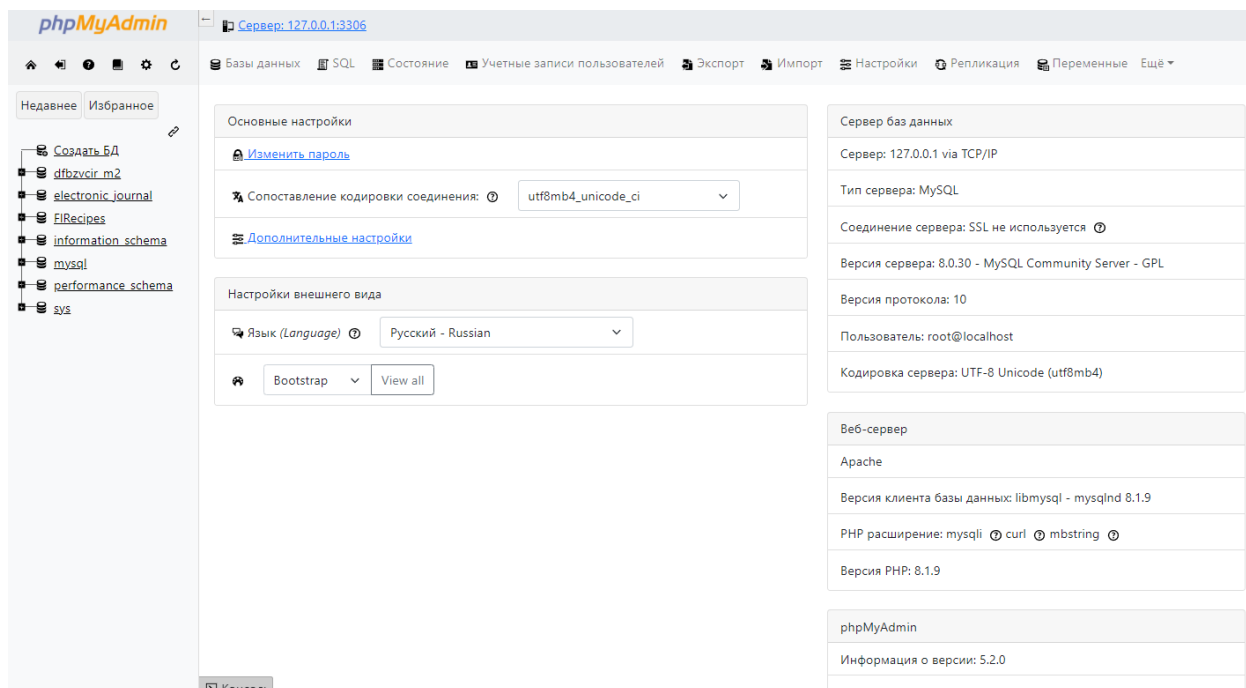 phpMyAdmin
Недавнее Избранное
Создать БД
dfbzvcir_m2
electronic_journal
FIRecipes
information_schema
mysql
performance_schema
sys
Сервер: 127.0.0.1:3306
Базы данных SQL Состояние Учетные записи пользователей Экспорт Импорт Настройки Репликация Переменные Ещё
Основные настройки
Изменить пароль
Сопоставление кодировки соединения: utf8mb4_unicode_ci
Дополнительные настройки
Настройки внешнего вида
Язык (Language) Русский - Russian
Bootstrap View all
Сервер баз данных
Сервер: 127.0.0.1 via TCP/IP
Тип сервера: MySQL
Соединение сервера: SSL не используется
Версия сервера: 8.0.30 - MySQL Community Server - GPL
Версия протокола: 10
Пользователь: root@localhost
Кодировка сервера: UTF-8 Unicode (utf8mb4)
Веб-сервер
Apache
Версия клиента базы данных: libmysql - mysqlnd 8.1.9
PHP расширение: mysqli curl mbstring
Версия PHP: 8.1.9
phpMyAdmin
Информация о версии: 5.2.0